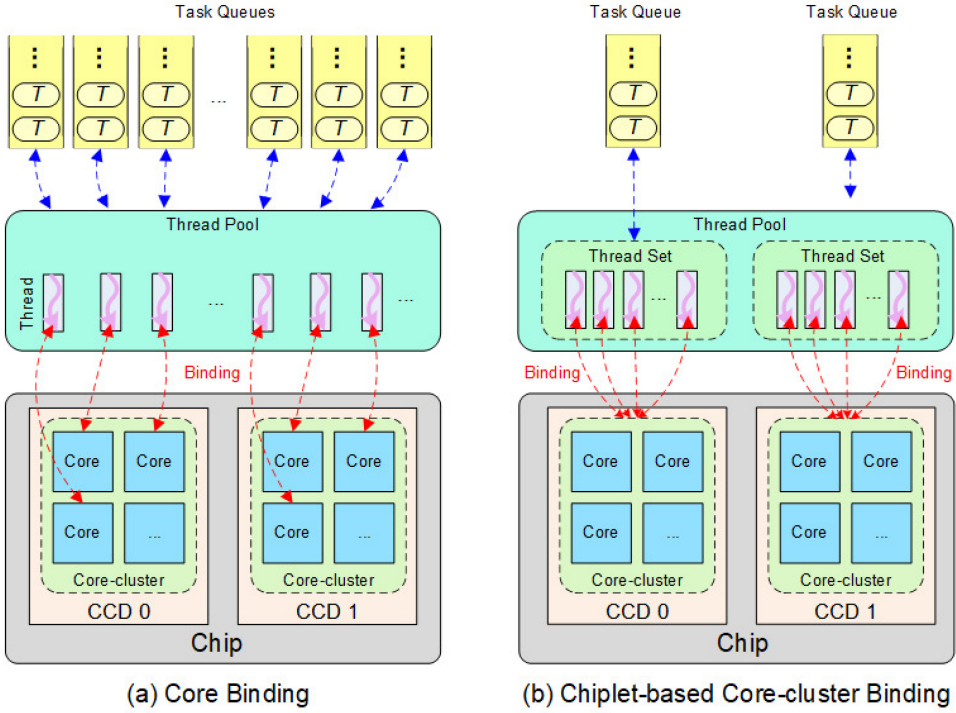 Task Queues
T T T T T T
...
T T T T T T
Thread Pool
Thread
... ...
Binding
Core Core Core Core
Core ... Core ...
Core-cluster Core-cluster
CCD 0 CCD 1
Chip
(a) Core Binding
Task Queue Task Queue
T T
T T
Thread Pool
Thread Set Thread Set
... ...
Binding Binding
Core Core Core Core
Core ... Core ...
Core-cluster Core-cluster
CCD 0 CCD 1
Chip
(b) Chiplet-based Core-cluster Binding